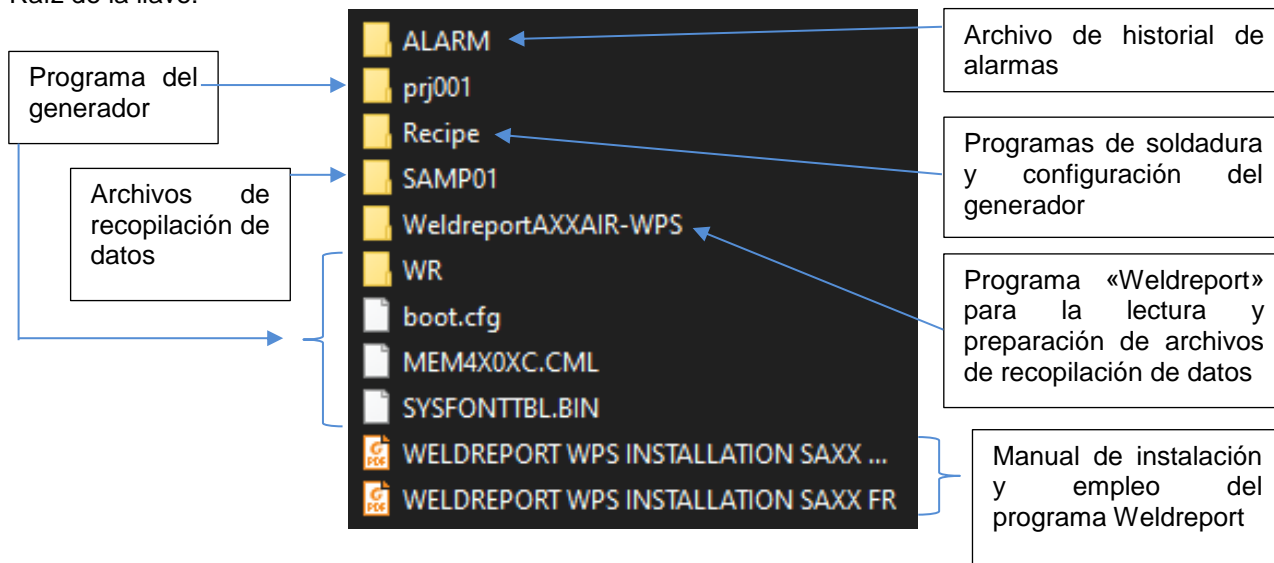 Raíz de la llave:
Programa del
generador
Archivos de
recopilación de
datos
ALARM
prj001
Recipe
SAMP01
WeldreportAXXAIR-WPS
WR
boot.cfg
MEM4X0XC.CML
SYSFONTTBL.BIN
WELDREPORT WPS INSTALLATION SAXX ...
WELDREPORT WPS INSTALLATION SAXX FR
Archivo de historial de
alarmas
Programas de soldadura
y configuración del
generador
Programa «Weldreport»
para la lectura y
preparación de archivos
de recopilación de datos
Manual de instalación
y empleo del
programa Weldreport